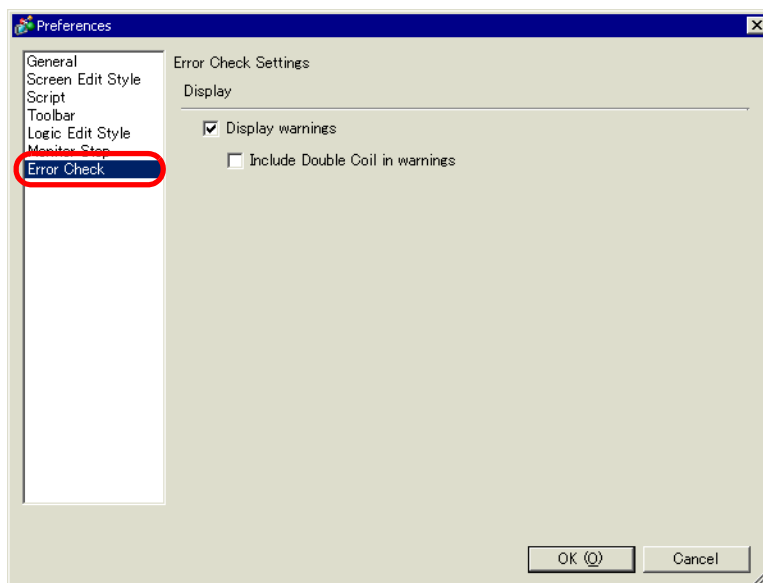 Preferences
General
Screen Edit Style
Script
Toolbar
Logic Edit Style
Monitor Step
Error Check
Error Check Settings
Display
Display warnings
Include Double Coil in warnings
OK (O)
Cancel